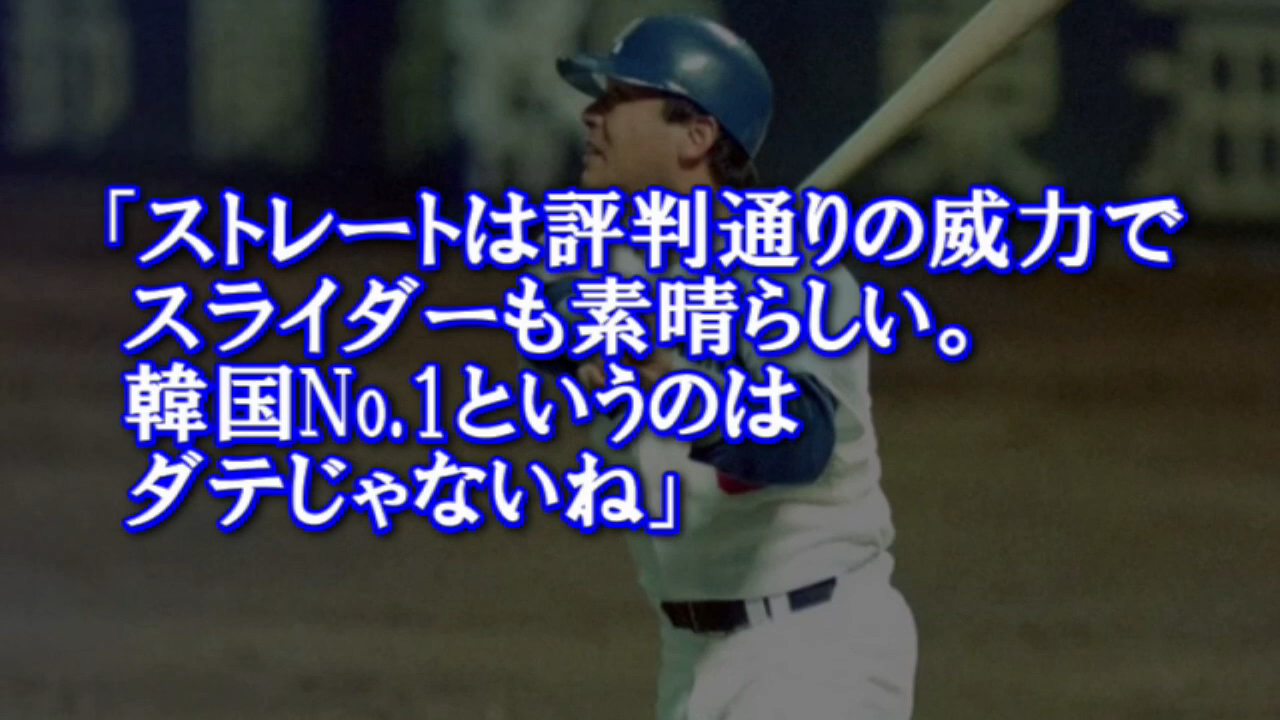 「ストレートは評判通りの威力で
スライダーも素晴らしい。
韓国No.1というのは
ダテじゃないね」